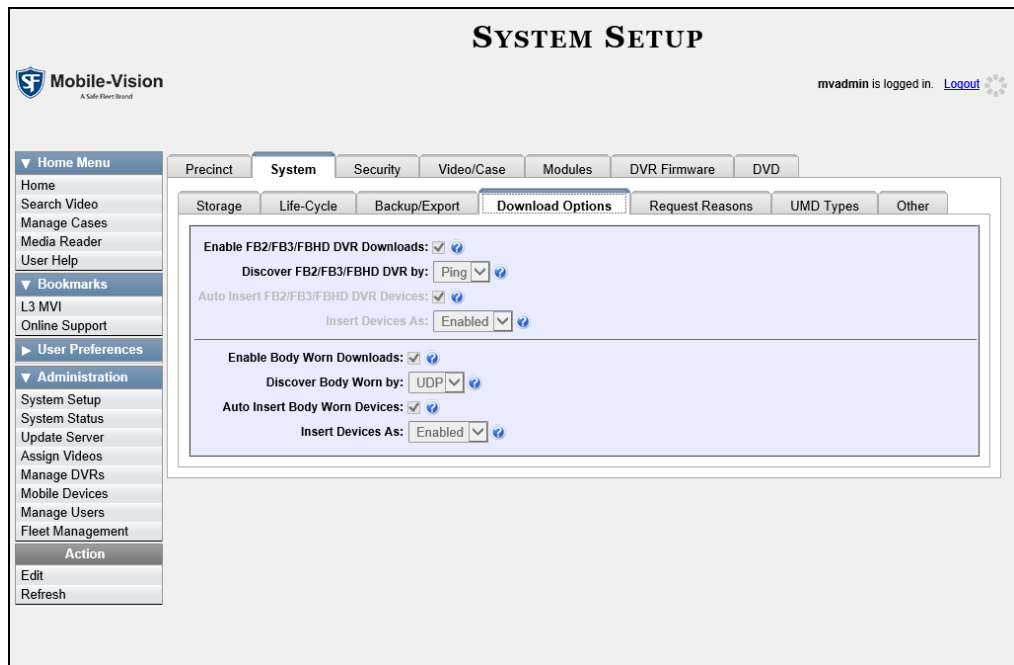 SYSTEM SETUP
SF Mobile-Vision
A Safe Fleet Brand
mvadmin is logged in. Logout
▼ Home Menu
Home
Search Video
Manage Cases
Media Reader
User Help
▼ Bookmarks
L3 MVI
Online Support
▶ User Preferences
▼ Administration
System Setup
System Status
Update Server
Assign Videos
Manage DVRs
Mobile Devices
Manage Users
Fleet Management
Action
Edit
Refresh
Precinct System Security Video/Case Modules DVR Firmware DVD
Storage Life-Cycle Backup/Export Download Options Request Reasons UMD Types Other
Enable FB2/FB3/FBHD DVR Downloads: ?
Discover FB2/FB3/FBHD DVR by: Ping ?
Auto Insert FB2/FB3/FBHD DVR Devices: ?
Insert Devices As: Enabled ?
Enable Body Worn Downloads: ?
Discover Body Worn by: UDP ?
Auto Insert Body Worn Devices: ?
Insert Devices As: Enabled ?